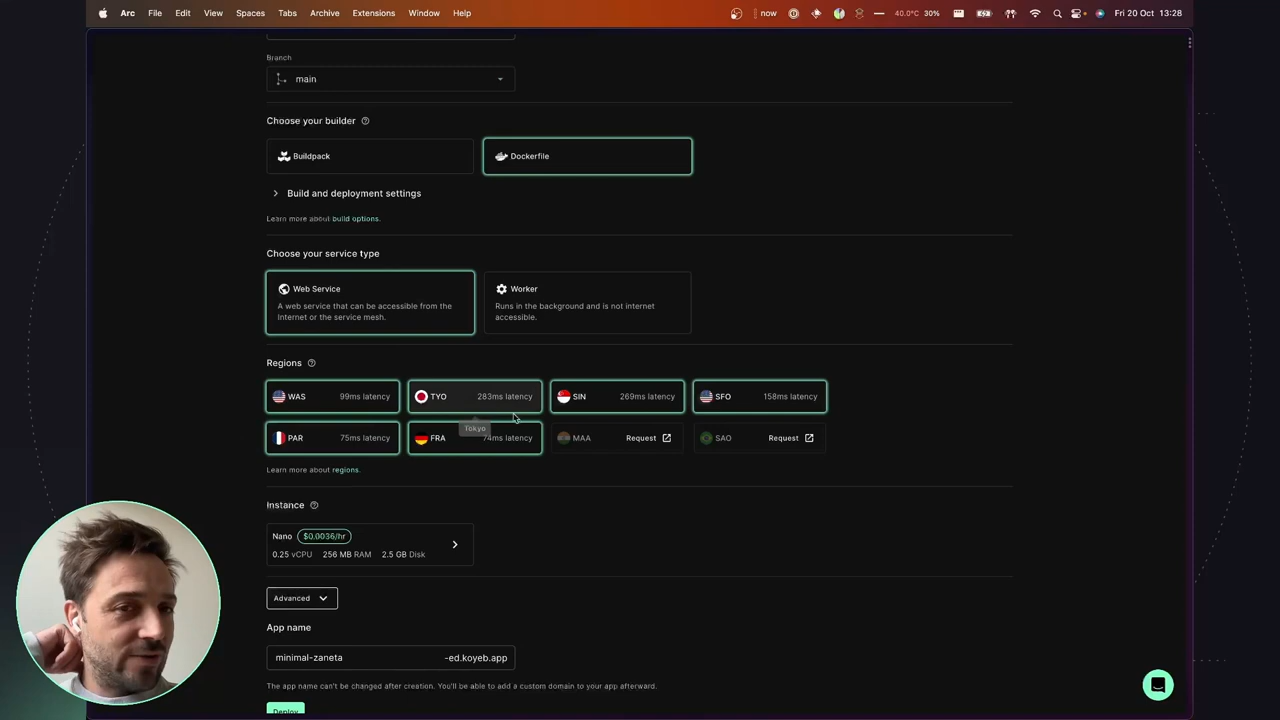 Arc File Edit View Spaces Tabs Archive Extensions Window Help now 40.0°C 30% Fri 20 Oct 13:28
Branch
main
Choose your builder
Buildpack Dockerfile
Build and deployment settings
Learn more about build options.
Choose your service type
Web Service Worker
A web service that can be accessible from the Runs in the background and is not internet
Internet or the service mesh. accessible.
Regions
WAS 99ms latency TYO 283ms latency SIN 269ms latency SFO 158ms latency
Tokyo
PAR 75ms latency FRA 74ms latency MAA Request SAO Request
Learn more about regions.
Instance
Nano $0.0036/hr
0.25 vCPU 256 MB RAM 2.5 GB Disk
Advanced
App name
minimal-zaneta -ed.koyeb.app
The app name can't be changed after creation. You'll be able to add a custom domain to your app afterward.
Deploy